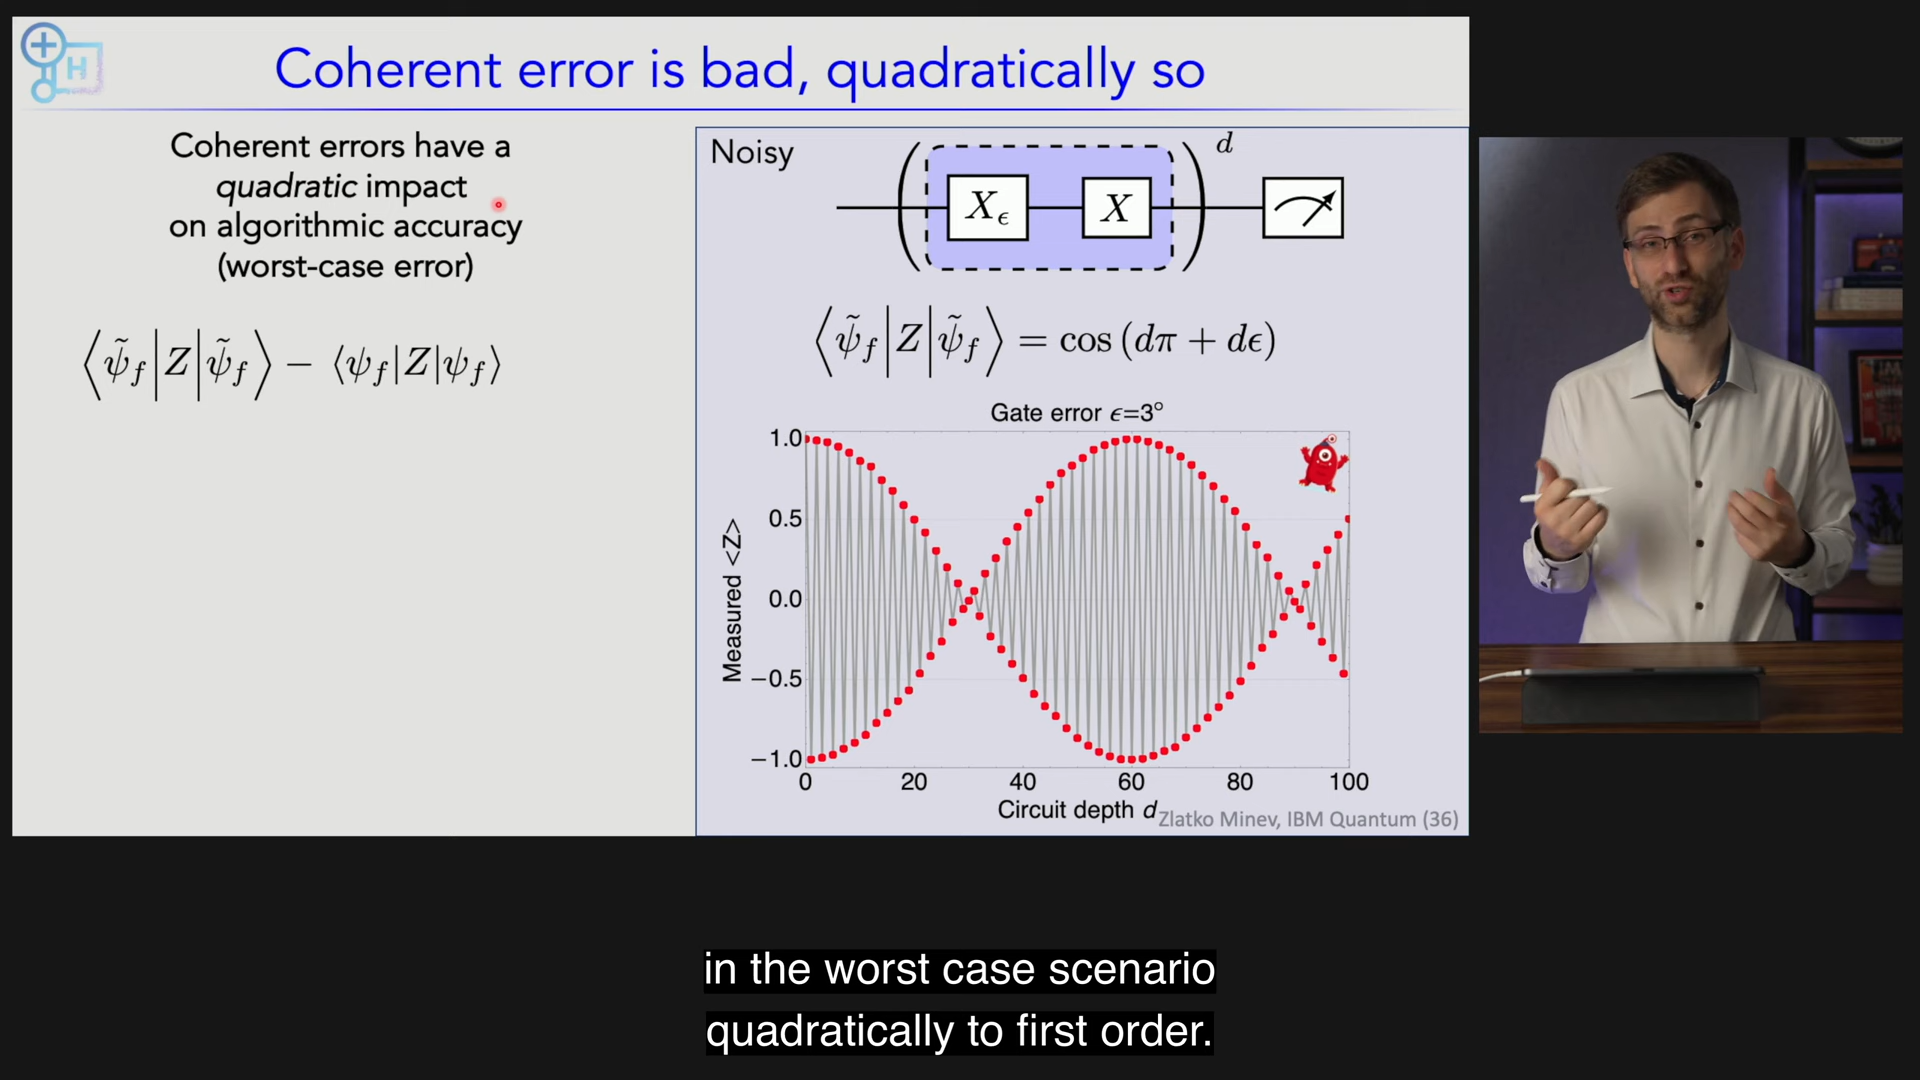 H
Coherent error is bad, quadratically so
Coherent errors have a
quadratic impact
on algorithmic accuracy
(worst-case error)
⟨ψ̃_f|Z|ψ̃_f⟩ − ⟨ψ_f|Z|ψ_f⟩
Noisy
d
X_ϵ X
⟨ψ̃_f|Z|ψ̃_f⟩ = cos (dπ + dϵ)
Gate error ϵ=3°
1.0
0.5
0.0
−0.5
−1.0
Measured <Z>
0 20 40 60 80 100
Circuit depth d
Zlatko Minev, IBM Quantum (36)
in the worst case scenario
quadratically to first order.